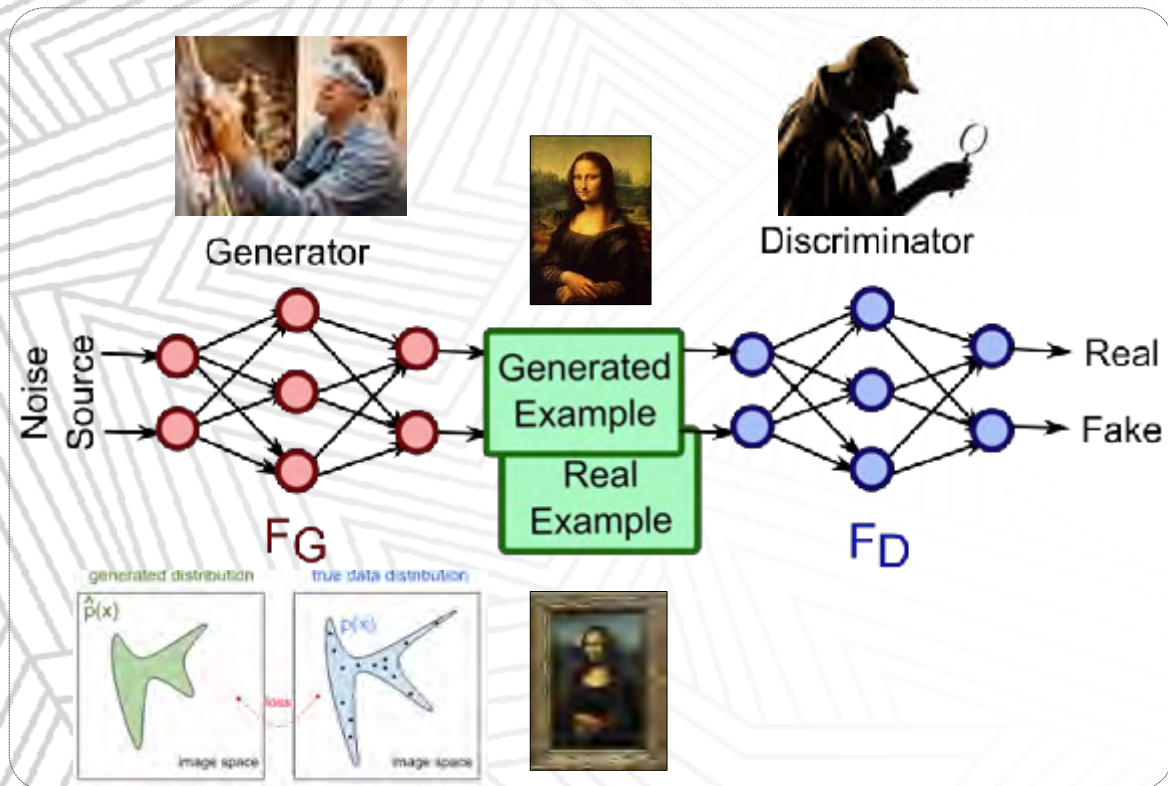 Generator
Discriminator
Noise
Source
Generated
Example
Real
Example
Real
Fake
FG
FD
generated distribution
true data distribution
p̂(x)
p(x)
loss
image space
image space